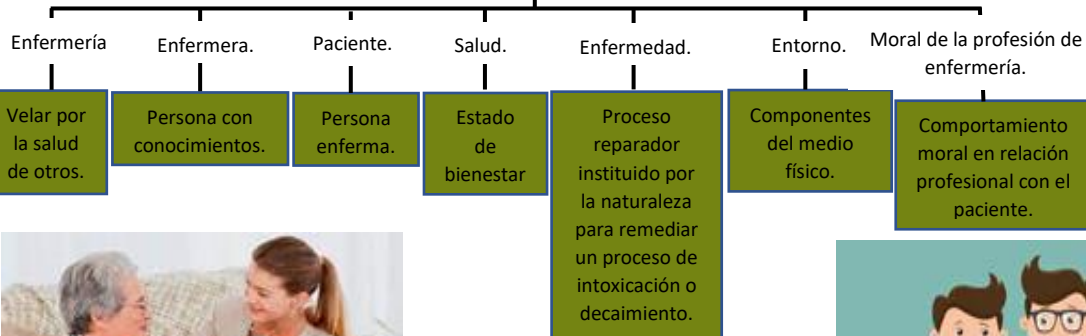 Enfermería
Enfermera.
Paciente.
Salud.
Enfermedad.
Entorno.
Moral de la profesión de
enfermería.
Velar por
la salud
de otros.
Persona con
conocimientos.
Persona
enferma.
Estado
de
bienestar
Proceso
reparador
instituido por
la naturaleza
para remediar
un proceso de
intoxicación o
decaimiento.
Componentes
del medio
físico.
Comportamiento
moral en relación
profesional con el
paciente.